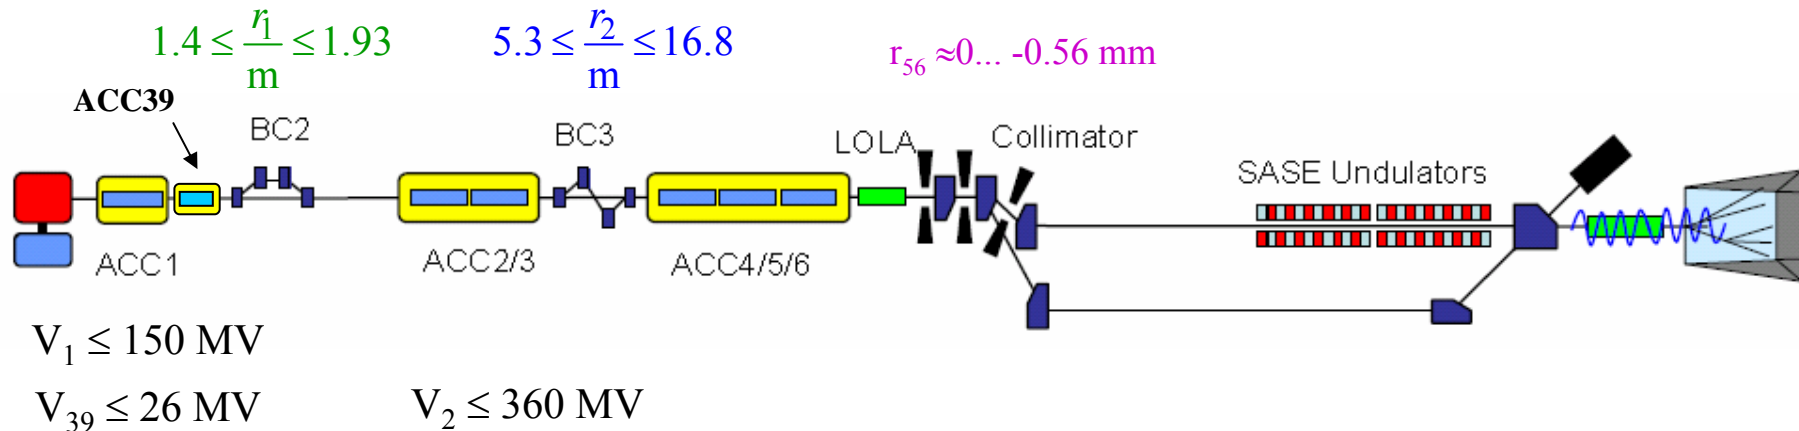 1.4 ≤ r₁/m ≤ 1.93
5.3 ≤ r₂/m ≤ 16.8
r₅₆ ≈0... -0.56 mm
ACC39
BC2
BC3
LOLA
Collimator
SASE Undulators
ACC1
ACC2/3
ACC4/5/6
V₁ ≤ 150 MV
V₃₉ ≤ 26 MV
V₂ ≤ 360 MV